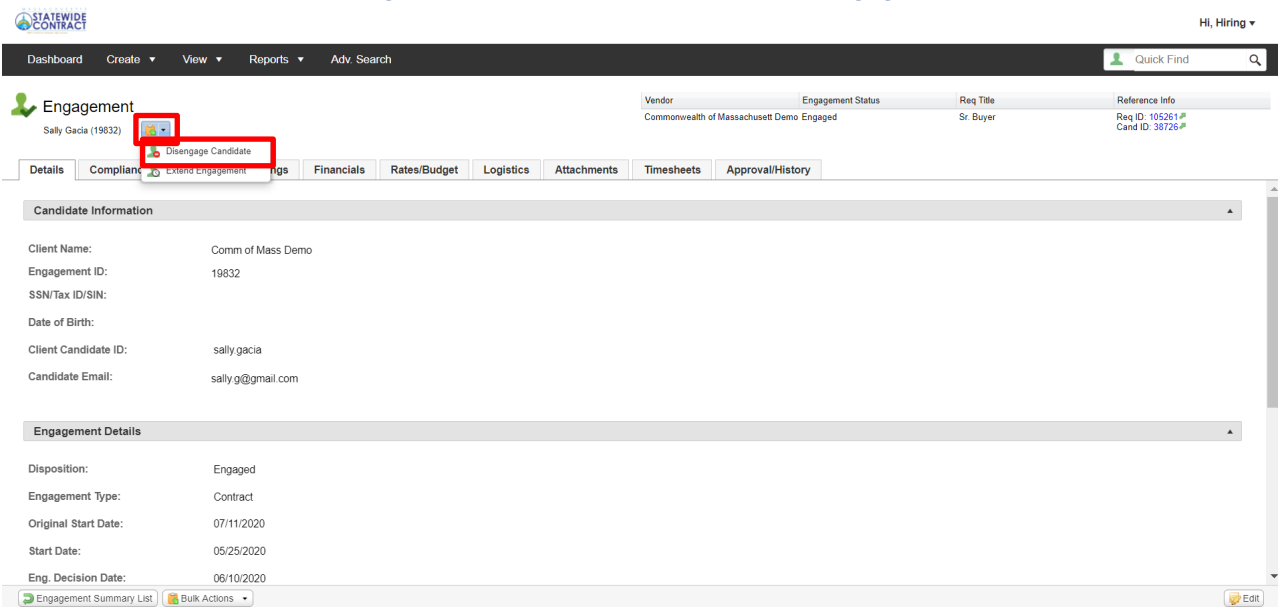 STATEWIDE
CONTRACT
Hi, Hiring ▾
Dashboard Create ▾ View ▾ Reports ▾ Adv. Search Quick Find
Engagement
Sally Gacia (19832)
Vendor Engagement Status Req Title Reference Info
Commonwealth of Massachusett Demo Engaged Sr. Buyer Req ID: 105261
Cand ID: 38726
Disengage Candidate
Extend Engagement
Details Complianc ngs Financials Rates/Budget Logistics Attachments Timesheets Approval/History
Candidate Information
Client Name: Comm of Mass Demo
Engagement ID: 19832
SSN/Tax ID/SIN:
Date of Birth:
Client Candidate ID: sally.gacia
Candidate Email: sally.g@gmail.com
Engagement Details
Disposition: Engaged
Engagement Type: Contract
Original Start Date: 07/11/2020
Start Date: 05/25/2020
Eng. Decision Date: 06/10/2020
Engagement Summary List Bulk Actions Edit